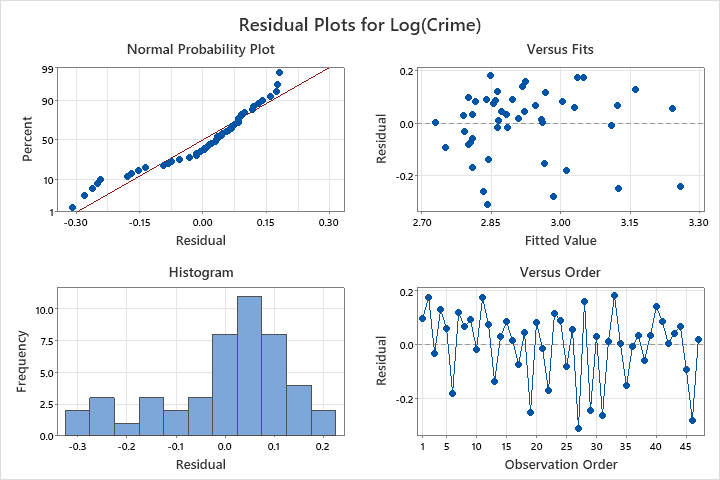 Residual Plots for Log(Crime)
Normal Probability Plot
99
90
50
10
1
Percent
-0.30 -0.15 0.00 0.15 0.30
Residual
Versus Fits
0.2
0.0
-0.2
Residual
2.70 2.85 3.00 3.15 3.30
Fitted Value
Histogram
10.0
7.5
5.0
2.5
0.0
Frequency
-0.3 -0.2 -0.1 0.0 0.1 0.2
Residual
Versus Order
0.2
0.0
-0.2
Residual
1 5 10 15 20 25 30 35 40 45
Observation Order